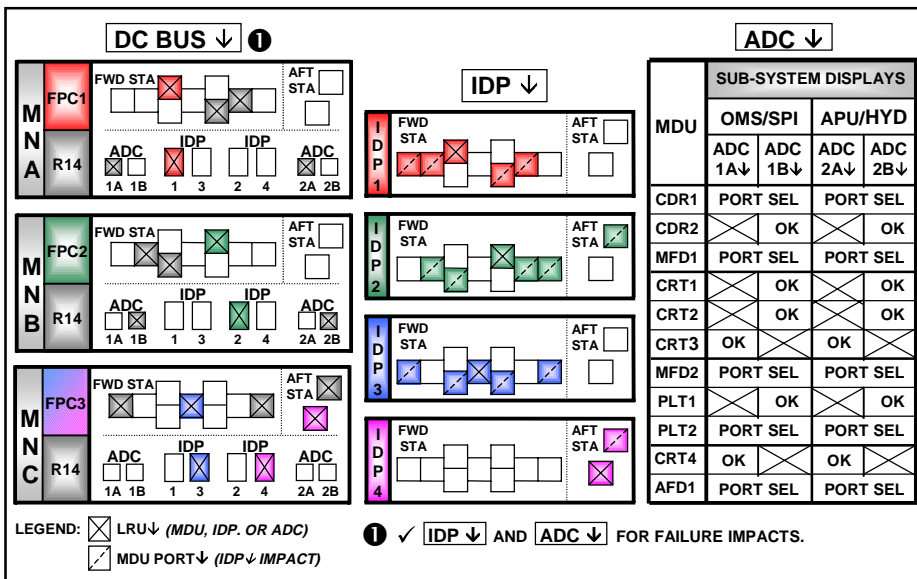 DC BUS ↓ ❶
MNA
FPC1
R14
FWD STA
AFT STA
ADC
IDP
ADC
1A 1B 1 3 2 4 2A 2B
MNB
FPC2
R14
FWD STA
AFT STA
ADC
IDP
IDP
ADC
1A 1B 1 3 2 4 2A 2B
MNC
FPC3
R14
FWD STA
AFT STA
ADC
IDP
IDP
ADC
1A 1B 1 3 2 4 2A 2B
IDP ↓
IDP1
FWD STA
AFT STA
IDP2
FWD STA
AFT STA
IDP3
FWD STA
AFT STA
IDP4
FWD STA
AFT STA
ADC ↓
MDU
SUB-SYSTEM DISPLAYS
OMS/SPI APU/HYD
ADC 1A↓ ADC 1B↓ ADC 2A↓ ADC 2B↓
CDR1 PORT SEL PORT SEL
CDR2 OK OK
MFD1 PORT SEL PORT SEL
CRT1 OK OK
CRT2 OK OK
CRT3 OK OK
MFD2 PORT SEL PORT SEL
PLT1 OK OK
PLT2 PORT SEL PORT SEL
CRT4 OK OK
AFD1 PORT SEL PORT SEL
LEGEND: LRU↓ (MDU, IDP. OR ADC)
MDU PORT↓ (IDP↓ IMPACT)
❶ ✓ IDP ↓ AND ADC ↓ FOR FAILURE IMPACTS.